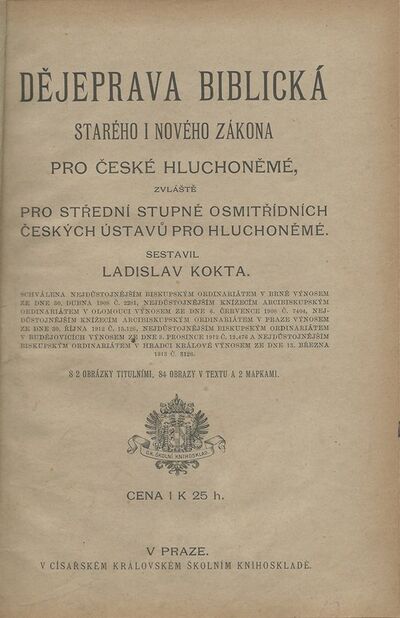 DĚJEPRAVA BIBLICKÁ
STARÉHO I NOVÉHO ZÁKONA
PRO ČESKÉ HLUCHONĚMÉ,
ZVLÁŠTĚ
PRO STŘEDNÍ STUPNĚ OSMITŘÍDNÍCH
ČESKÝCH ÚSTAVŮ PRO HLUCHONĚMÉ.
SESTAVIL
LADISLAV KOKTA.
SCHVÁLENA NEJDŮSTOJNĚJŠÍM BISKUPSKÝM ORDINARIÁTEM V BRNĚ VÝNOSEM
ZE DNE 30. DUBNA 1908 Č. 2291, NEJDŮSTOJNĚJŠÍM KNÍŽECÍM ARCIBISKUPSKÝM
ORDINARIÁTEM V OLOMOUCI VÝNOSEM ZE DNE 6. ČERVENCE 1908 Č. 7404, NEJ-
DŮSTOJNĚJŠÍM KNÍŽECÍM ARCIBISKUPSKÝM ORDINARIÁTEM V PRAZE VÝNOSEM
ZE DNE 30. ŘÍJNA 1912 Č. 15.126, NEJDŮSTOJNĚJŠÍM BISKUPSKÝM ORDINARIÁTEM
V BUDĚJOVICÍCH VÝNOSEM ZE DNE 3. PROSINCE 1912 Č. 12.476 A NEJDŮSTOJNĚJŠÍM
BISKUPSKÝM ORDINARIÁTEM V HRADCI KRÁLOVÉ VÝNOSEM ZE DNE 13. BŘEZNA
1913 Č. 3126.
S 2 OBRÁZKY TITULNÍMI, 84 OBRAZY V TEXTU A 2 MAPKAMI.
C.K. ŠKOLNÍ KNIHOSKLAD.
CENA 1 K 25 h.
V PRAZE.
V CÍSAŘSKÉM KRÁLOVSKÉM ŠKOLNÍM KNIHOSKLADĚ.